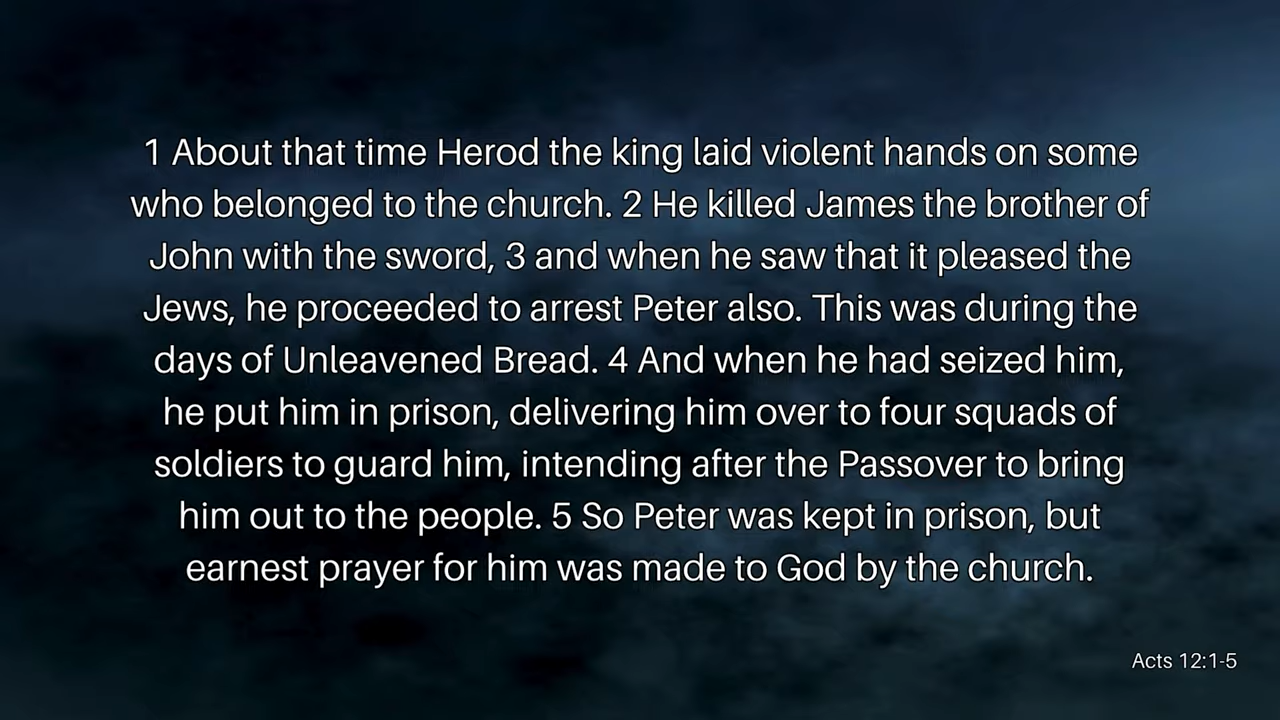 1 About that time Herod the king laid violent hands on some
who belonged to the church. 2 He killed James the brother of
John with the sword, 3 and when he saw that it pleased the
Jews, he proceeded to arrest Peter also. This was during the
days of Unleavened Bread. 4 And when he had seized him,
he put him in prison, delivering him over to four squads of
soldiers to guard him, intending after the Passover to bring
him out to the people. 5 So Peter was kept in prison, but
earnest prayer for him was made to God by the church.
Acts 12:1-5